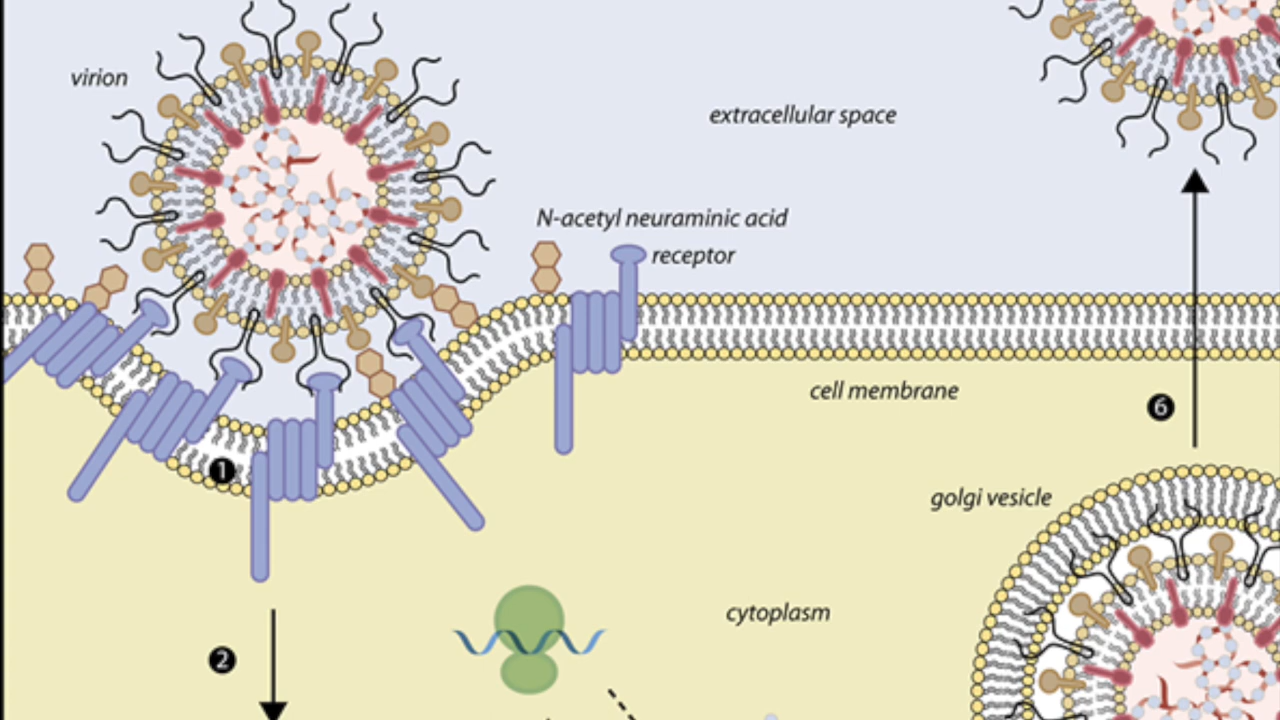 virion
extracellular space
N-acetyl neuraminic acid
receptor
cell membrane
6
1
golgi vesicle
cytoplasm
2